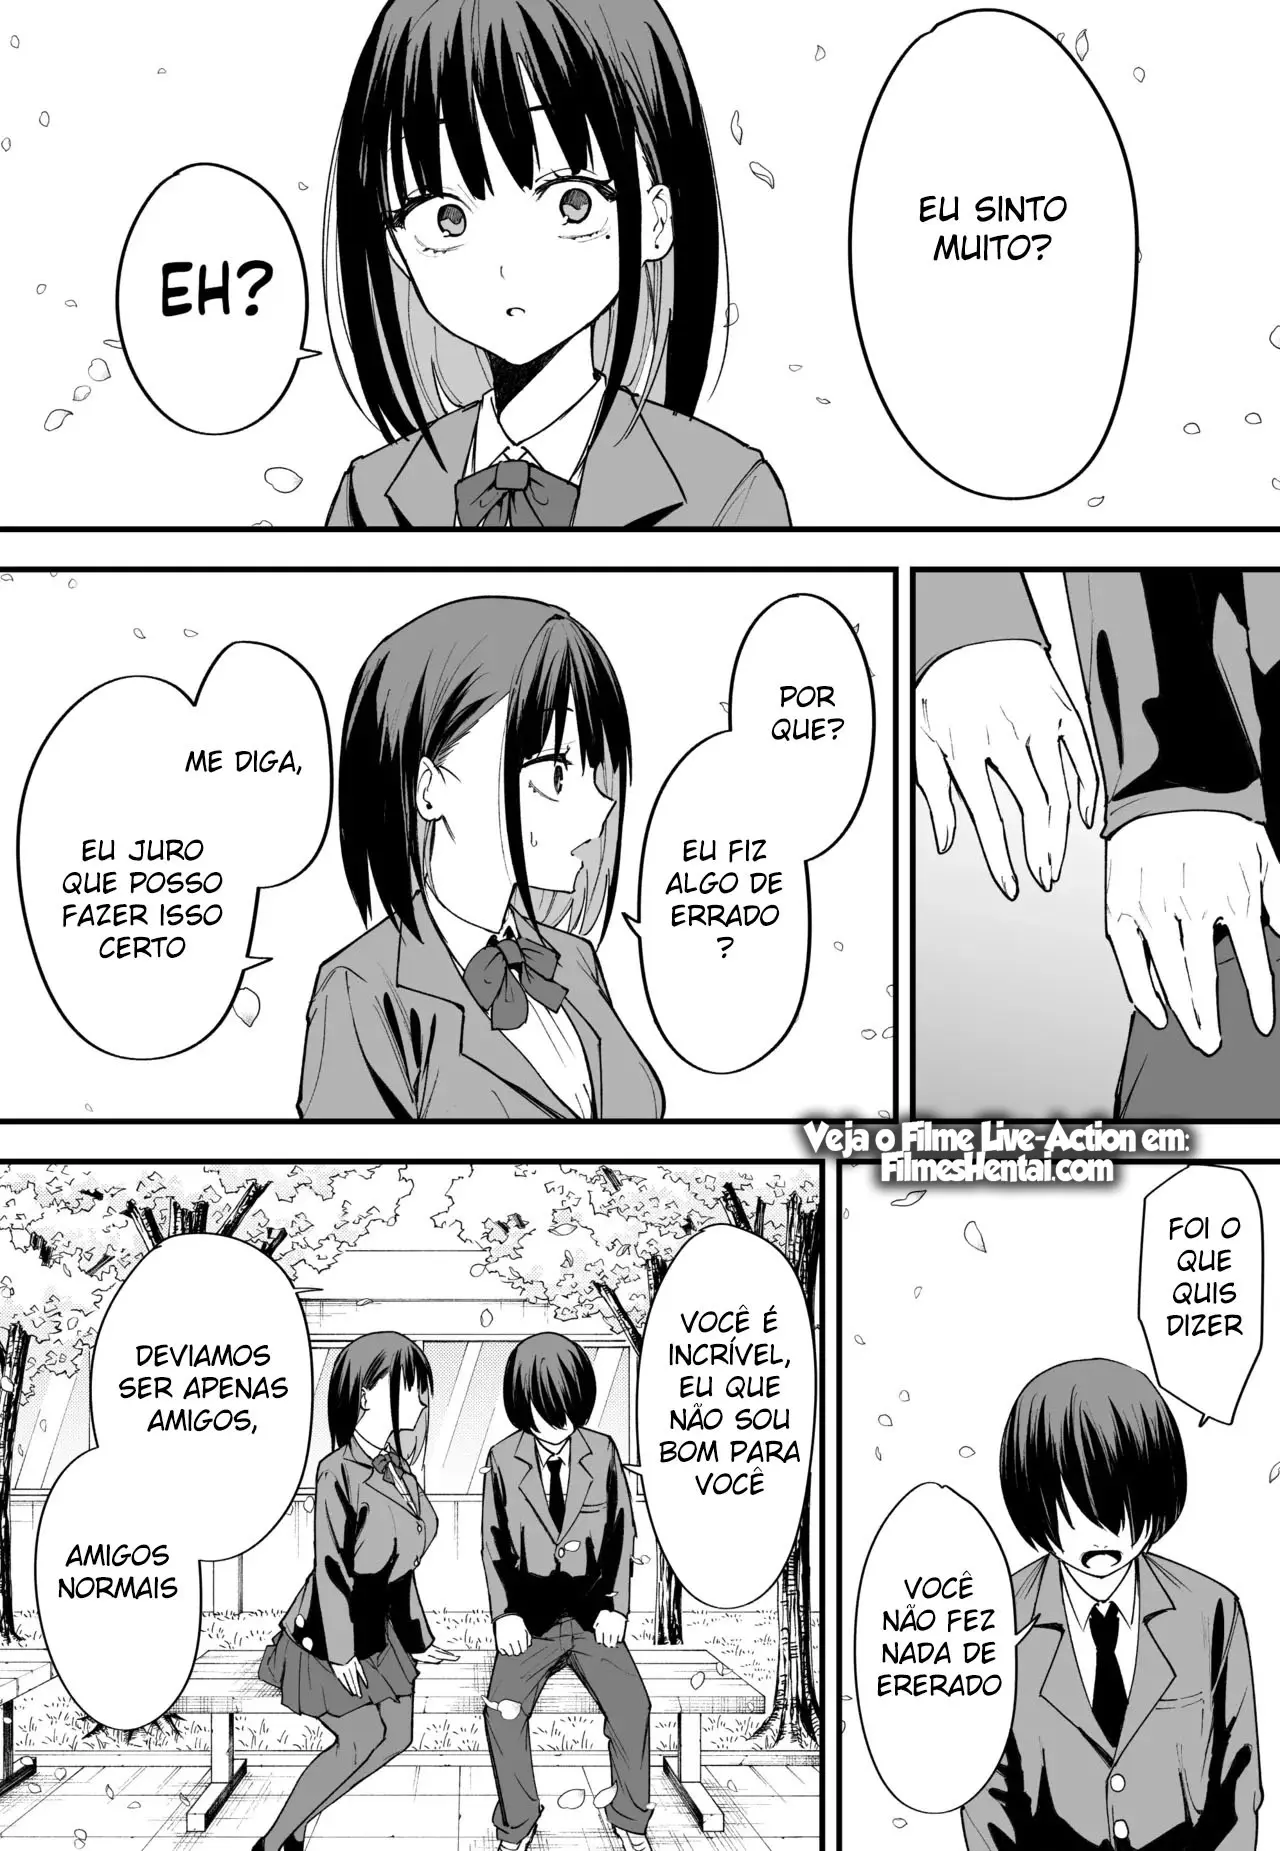 EU SINTO
MUITO?
EH?
POR
QUE?
EU FIZ
ALGO DE
ERRADO
?
ME DIGA,
EU JURO
QUE POSSO
FAZER ISSO
CERTO
Veja o Filme Live-Action em:
FilmesHentai.com
FOI O
QUE
QUIS
DIZER
VOCÊ
NÃO FEZ
NADA DE
ERERADO
VOCÊ É
INCRÍVEL,
EU QUE
NÃO SOU
BOM PARA
VOCÊ
DEVIAMOS
SER APENAS
AMIGOS,
AMIGOS
NORMAIS